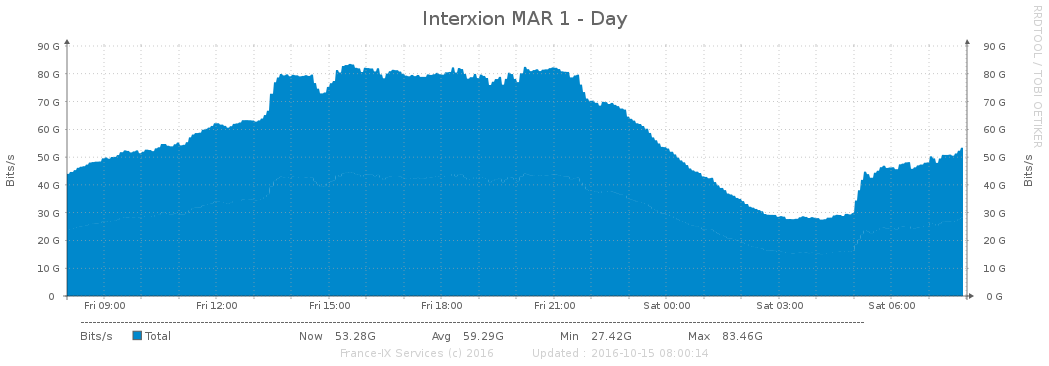 Interxion MAR 1 - Day
RRDTOOL / TOBI OETIKER
90 G 90 G
80 G 80 G
70 G 70 G
60 G 60 G
50 G 50 G
40 G 40 G
30 G 30 G
20 G 20 G
10 G 10 G
0 0 G
Bits/s Bits/s
Fri 09:00 Fri 12:00 Fri 15:00 Fri 18:00 Fri 21:00 Sat 00:00 Sat 03:00 Sat 06:00
Bits/s Total Now 53.28G Avg 59.29G Min 27.42G Max 83.46G
France-IX Services (c) 2016 Updated : 2016-10-15 08:00:14